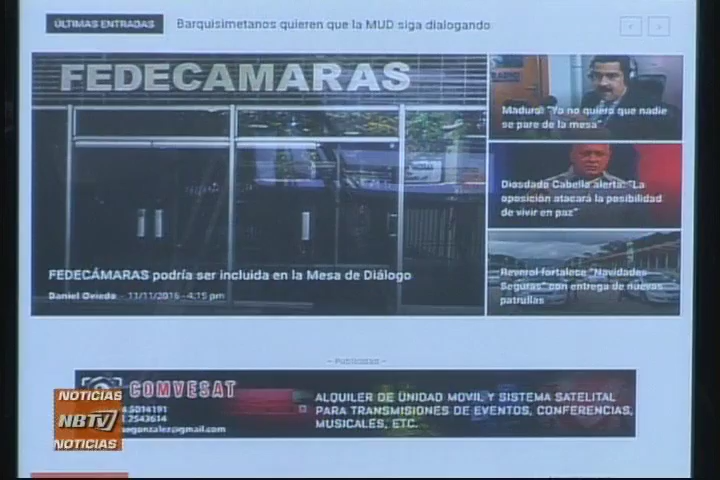 ÚLTIMAS ENTRADAS
Barquisimetanos quieren que la MUD siga dialogando
FEDECAMARAS
FEDECÁMARAS podría ser incluida en la Mesa de Diálogo
Daniel Oviedo - 11/11/2016 - 4:15 pm
Maduro: "Yo no quiero que nadie
se pare de la mesa"
Diosdado Cabello alerta: "La
oposición atacará la posibilidad
de vivir en paz"
Reverol fortalece "Navidades
Seguras" con entrega de nuevas
patrullas
- Publicidad -
COMVESAT
ALQUILER DE UNIDAD MOVIL Y SISTEMA SATELITAL
PARA TRANSMISIONES DE EVENTOS, CONFERENCIAS,
MUSICALES, ETC.
NOTICIAS
NBTV
NOTICIAS